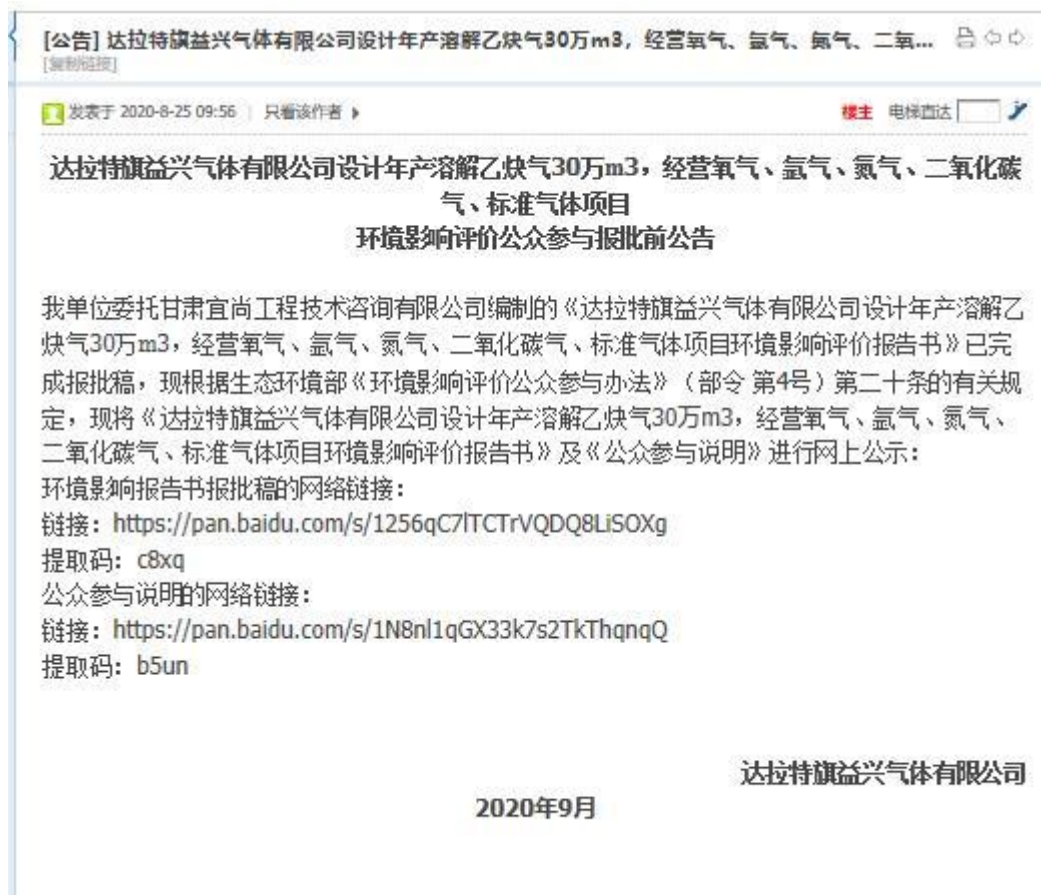 [公告] 达拉特旗益兴气体有限公司设计年产溶解乙炔气30万m3，经营氧气、氩气、氮气、二氧...
[复制链接]
发表于 2020-8-25 09:56 | 只看该作者
楼主 电梯直达
达拉特旗益兴气体有限公司设计年产溶解乙炔气30万m3，经营氧气、氩气、氮气、二氧化碳
气、标准气体项目
环境影响评价公众参与报批前公告
我单位委托甘肃宜尚工程技术咨询有限公司编制的《达拉特旗益兴气体有限公司设计年产溶解乙
炔气30万m3，经营氧气、氩气、氮气、二氧化碳气、标准气体项目环境影响评价报告书》已完
成报批稿，现根据生态环境部《环境影响评价公众参与办法》（部令 第4号）第二十条的有关规
定，现将《达拉特旗益兴气体有限公司设计年产溶解乙炔气30万m3，经营氧气、氩气、氮气、
二氧化碳气、标准气体项目环境影响评价报告书》及《公众参与说明》进行网上公示：
环境影响报告书报批稿的网络链接：
链接：https://pan.baidu.com/s/1256qC7lTCTrVQDQ8LiSOXg
提取码：c8xq
公众参与说明的网络链接：
链接：https://pan.baidu.com/s/1N8nl1qGX33k7s2TkThqnqQ
提取码：b5un
达拉特旗益兴气体有限公司
2020年9月